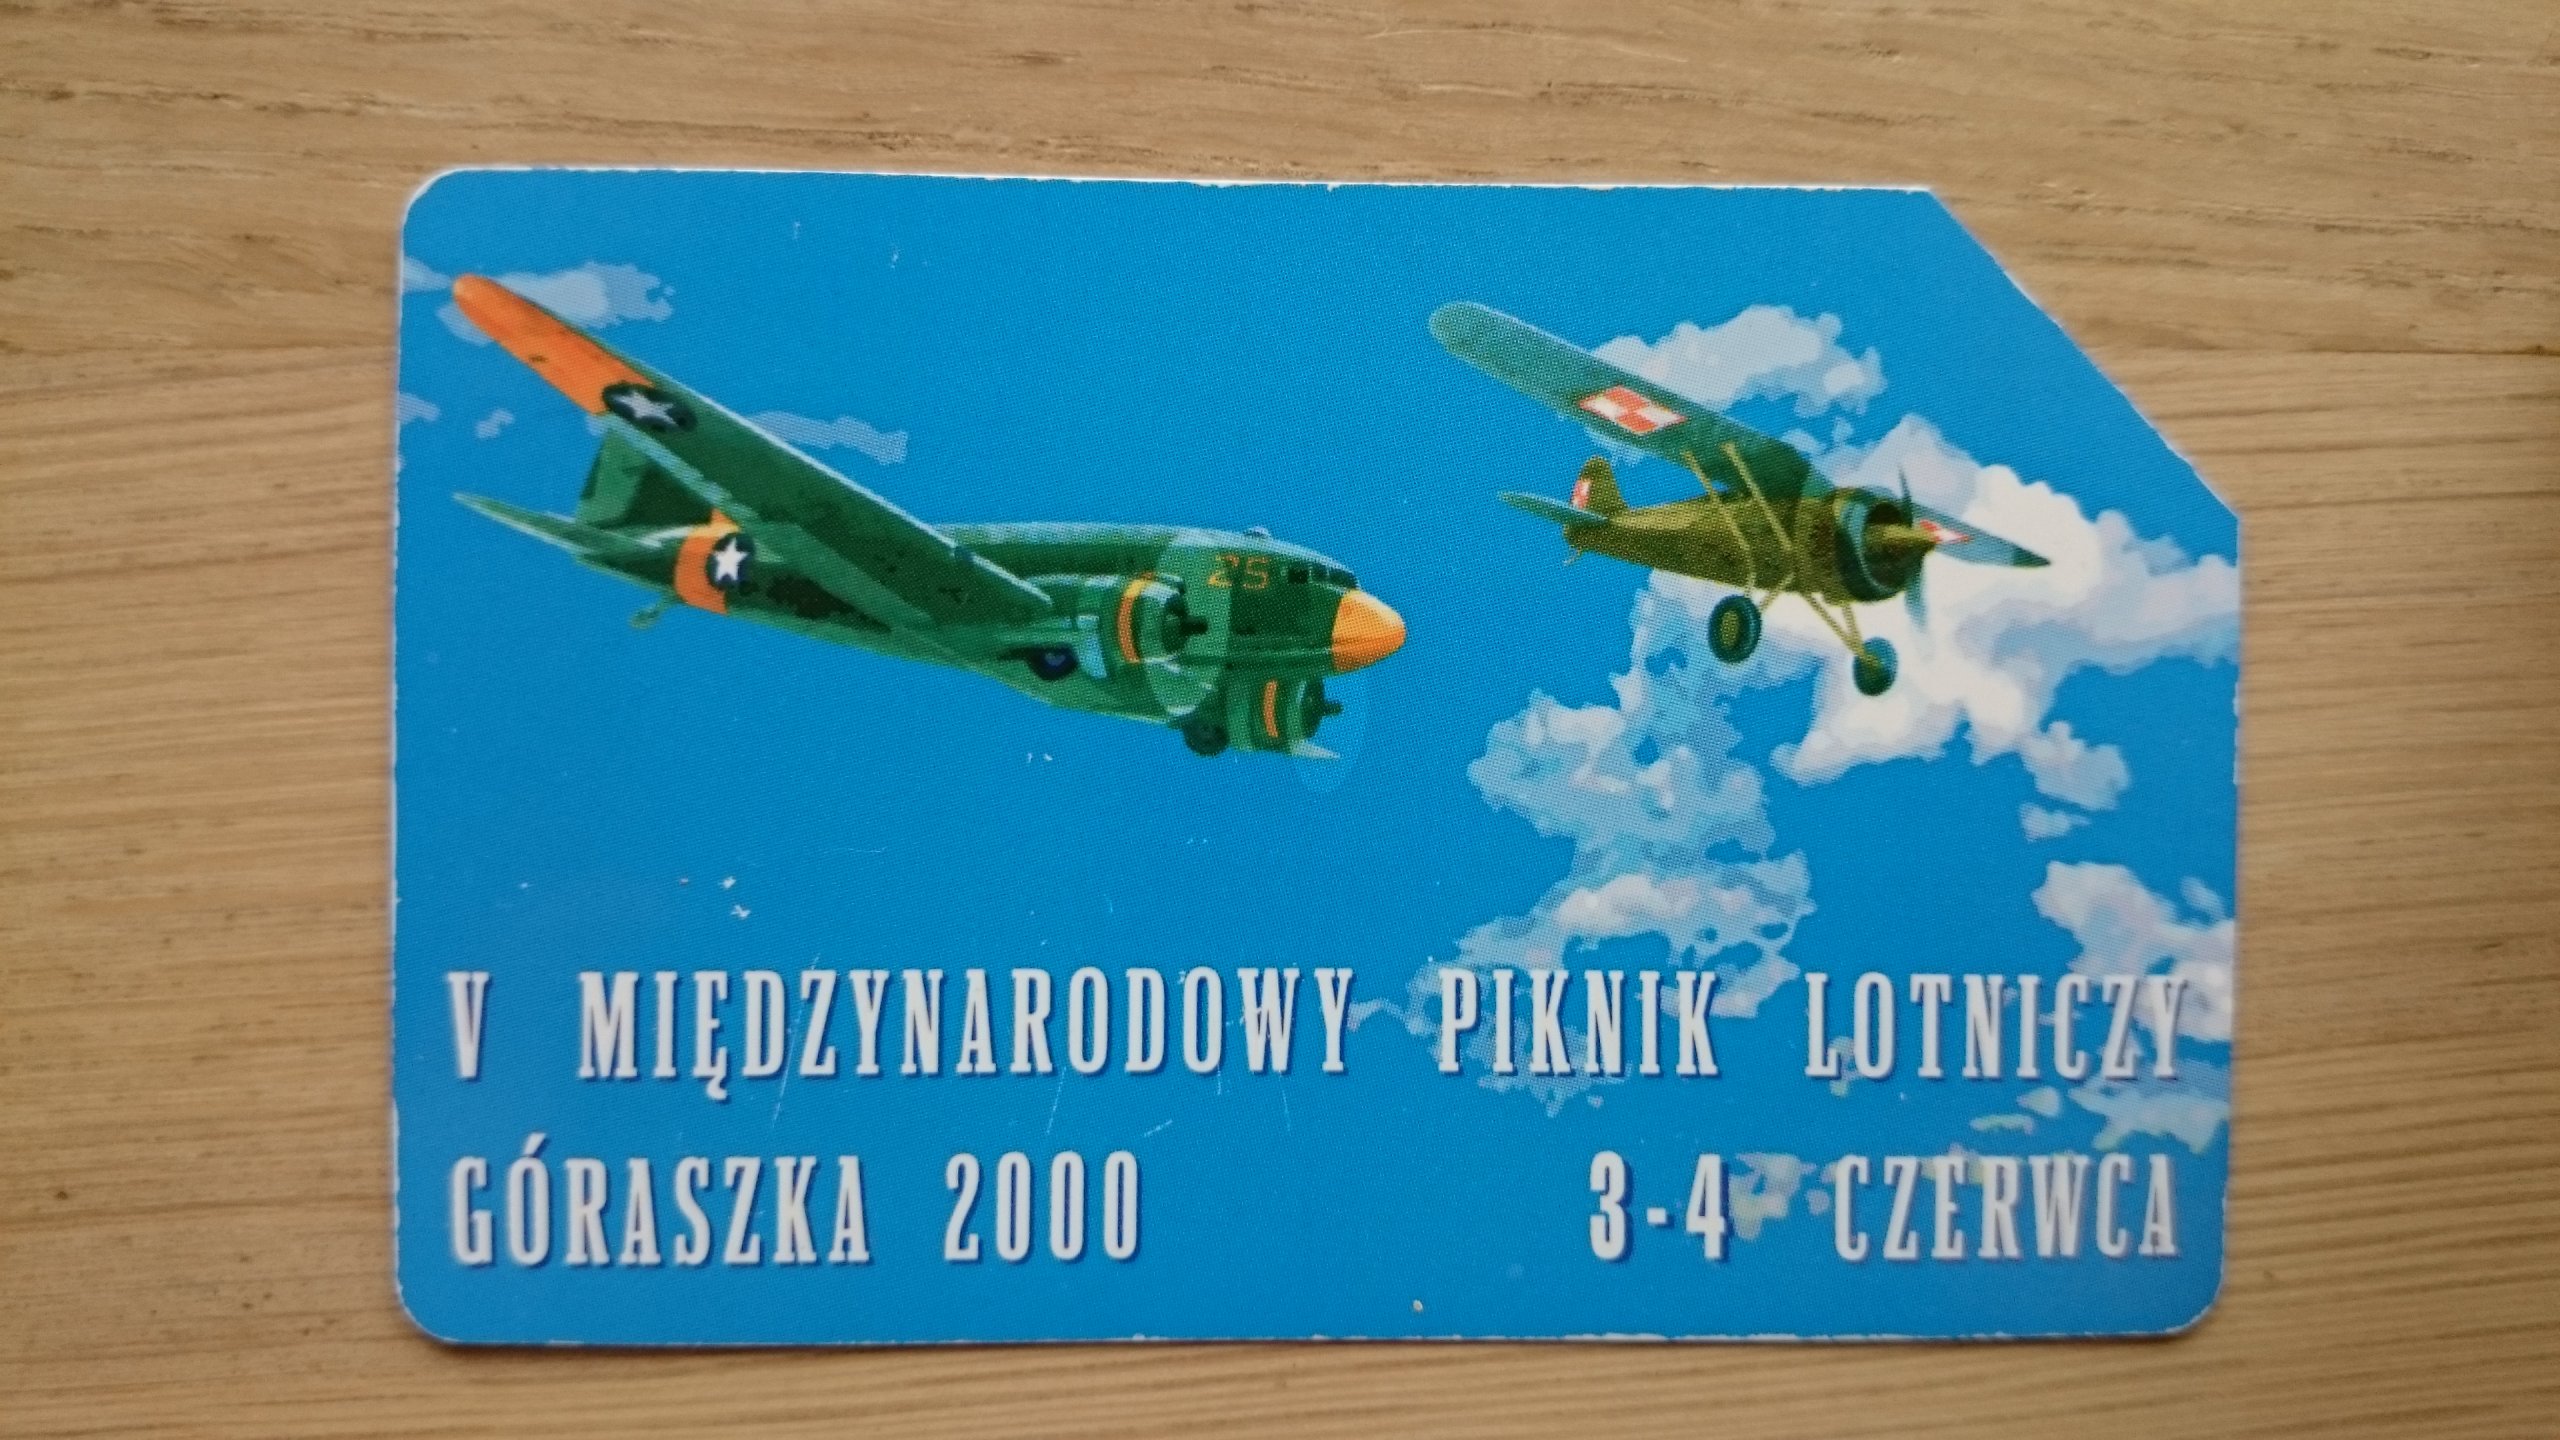 25
V MIĘDZYNARODOWY PIKNIK LOTNICZY
GÓRASZKA 2000 3-4 CZERWCA